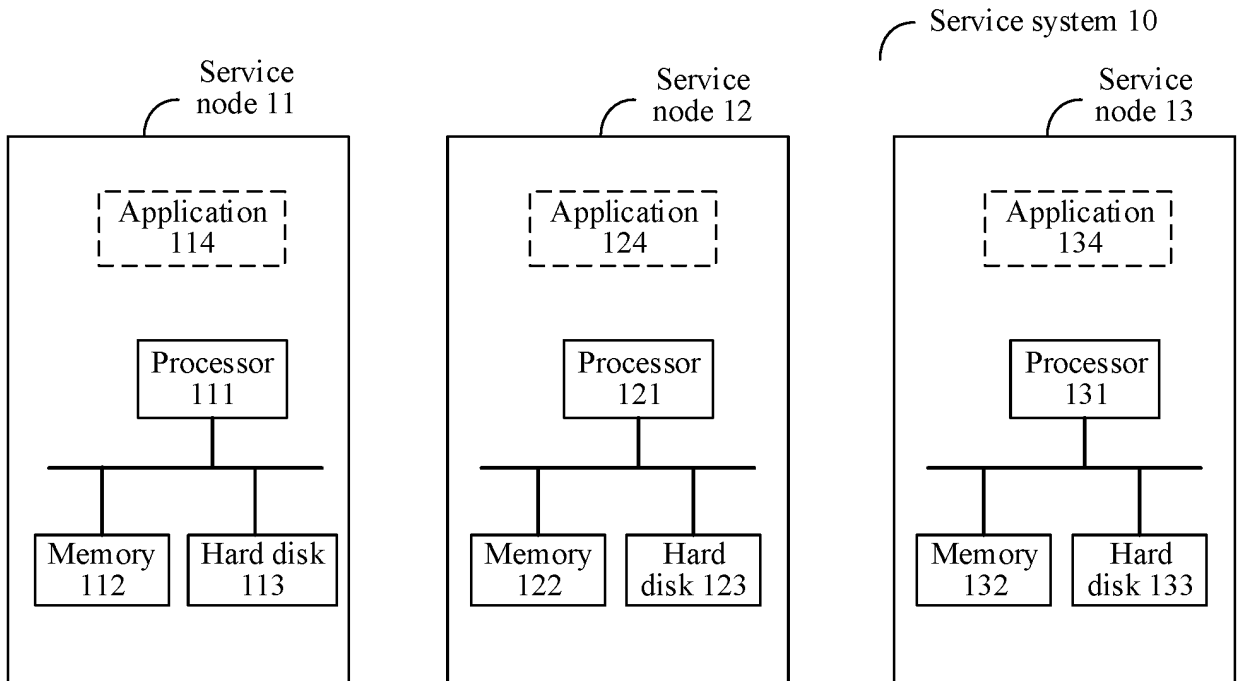 Service system 10
Service
node 11
Service
node 12
Service
node 13
Application
114
Application
124
Application
134
Processor
111
Processor
121
Processor
131
Memory
112
Hard disk
113
Memory
122
Hard
disk 123
Memory
132
Hard
disk 133